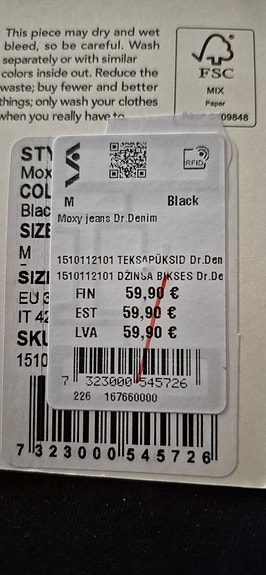 This piece may dry and wet
bleed, so be careful. Wash
separately or with similar
colors inside out. Reduce the
waste; buy fewer and better
things; only wash your clothes
when you really have to
FSC
MIX
Paper
09848
STY
Mox
COL
Blac
SIZE
M
SIZ
EU 3
IT 42
SKU
1510
RFID
M Black
Moxy jeans Dr.Denim
1510112101 TEKSAPÜKSID Dr.Den
1510112101 DŽINSA BIKSES Dr.De
FIN 59,90 €
EST 59,90 €
LVA 59,90 €
7 323000 545726
226 167660000
7 323000 545726